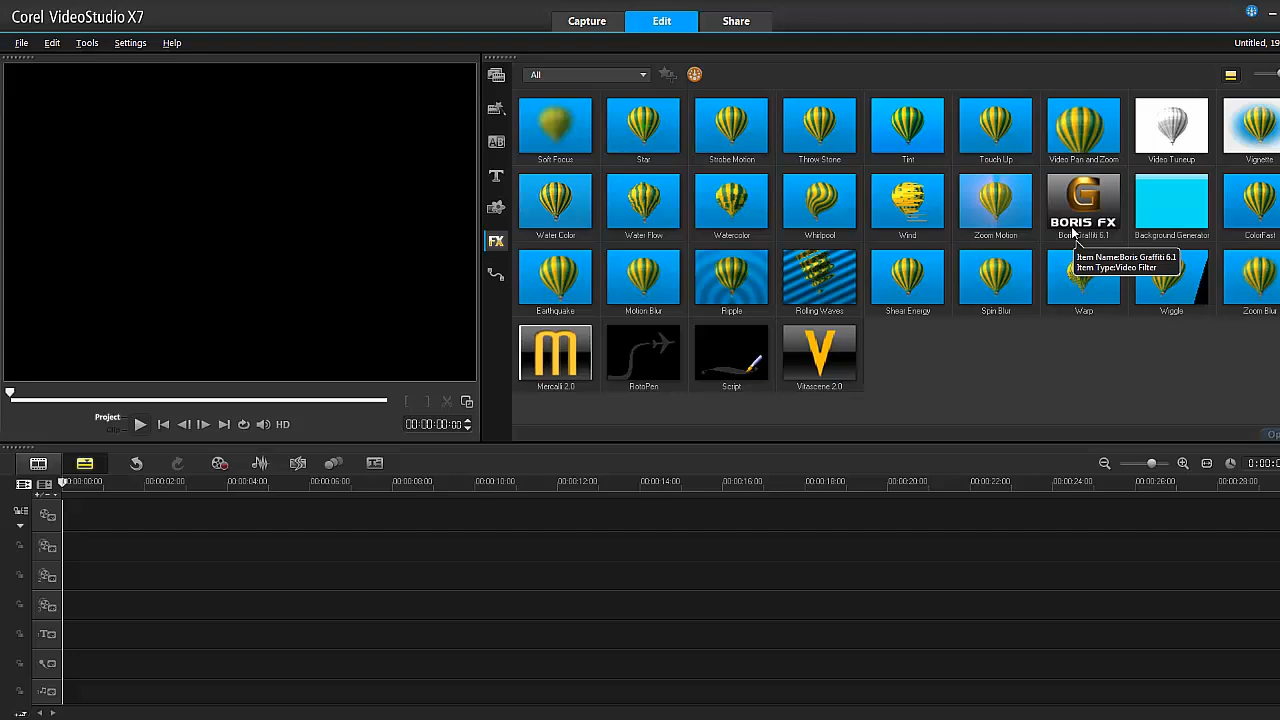 Corel VideoStudio X7
Capture
Edit
Share
File
Edit
Tools
Settings
Help
Untitled, 19
All
Soft Focus
Star
Strobe Motion
Throw Stone
Tint
Touch Up
Video Pan and Zoom
Video Tuneup
Vignette
BORIS FX
Water Color
Water Flow
Watercolor
Whirlpool
Wind
Zoom Motion
Boris Graffiti 6.1
Background Generator
ColorFast
Item Name:Boris Graffiti 6.1
Item Type:Video Filter
Earthquake
Motion Blur
Ripple
Rolling Waves
Shear Energy
Spin Blur
Warp
Wiggle
Zoom Blur
Mercalli 2.0
RotoPen
Script
Vitascene 2.0
Project
Clip
HD
00:00:00:00
Op
0:00:0
00:00:00:00
00:00:02:00
00:00:04:00
00:00:06:00
00:00:08:00
00:00:10:00
00:00:12:00
00:00:14:00
00:00:16:00
00:00:18:00
00:00:20:00
00:00:22:00
00:00:24:00
00:00:26:00
00:00:28:00